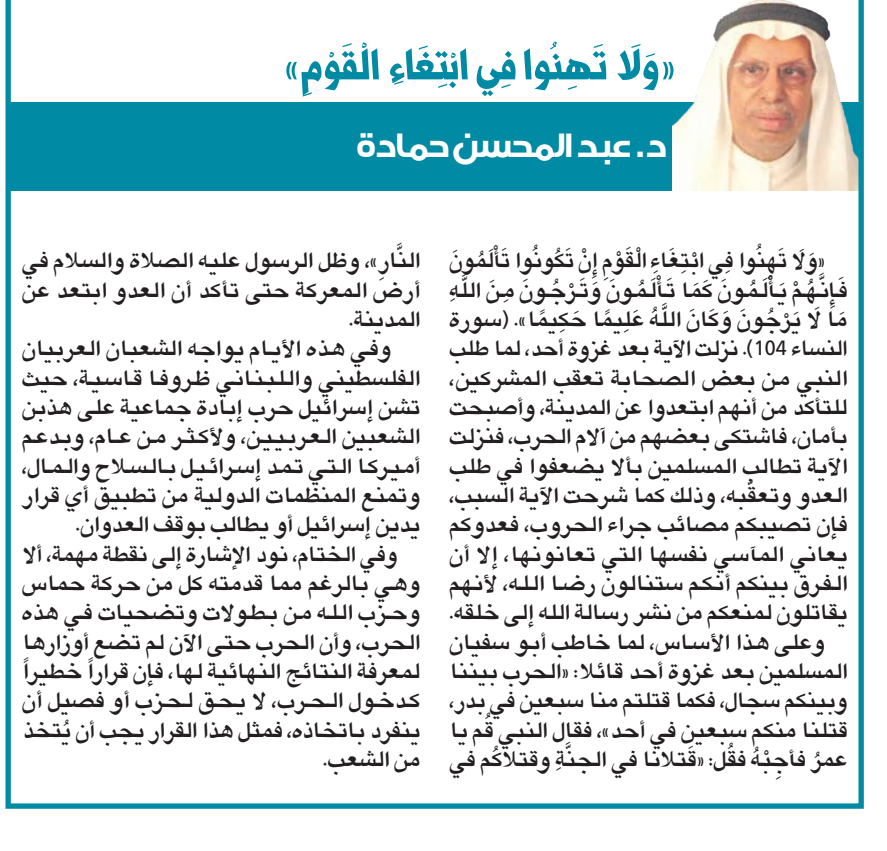 «وَلَا تَهِنُوا فِي ابْتِغَاءِ الْقَوْمِ»
د. عبد المحسن حمادة
«وَلَا تَهِنُوا فِي ابْتِغَاءِ الْقَوْمِ إِنْ تَكُونُوا تَأْلَمُونَ
فَإِنَّهُمْ يَأْلَمُونَ كَمَا تَأْلَمُونَ وَتَرْجُونَ مِنَ اللَّهِ
مَا لَا يَرْجُونَ وَكَانَ اللَّهُ عَلِيمًا حَكِيمًا». (سورة
النساء 104). نزلت الآية بعد غزوة أحد، لما طلب
النبي من بعض الصحابة تعقب المشركين،
للتأكد من أنهم ابتعدوا عن المدينة، وأصبحت
بأمان، فاشتكى بعضهم من آلام الحرب، فنزلت
الآية تطالب المسلمين بألا يضعفوا في طلب
العدو وتعقُبه، وذلك كما شرحت الآية السبب،
فإن تصيبكم مصائب جراء الحروب، فعدوكم
يعاني المآسي نفسها التي تعانونها، إلا أن
الفرق بينكم أنكم ستنالون رضا الله، لأنهم
يقاتلون لمنعكم من نشر رسالة الله إلى خلقه.
وعلى هذا الأساس، لما خاطب أبو سفيان
المسلمين بعد غزوة أحد قائلا: «الحرب بيننا
وبينكم سجال، فكما قتلتم منا سبعين في بدر،
قتلنا منكم سبعين في أحد»، فقال النبي قُم يا
عمرُ فأجِبْهُ فقُل: «قَتلانا في الجنَّةِ وقتلاكُم في
النَّارِ»، وظل الرسول عليه الصلاة والسلام في
أرض المعركة حتى تأكد أن العدو ابتعد عن
المدينة.
وفي هذه الأيام يواجه الشعبان العربيان
الفلسطيني واللبناني ظروفا قاسية، حيث
تشن إسرائيل حرب إبادة جماعية على هذين
الشعبين العربيين، ولأكثر من عام، وبدعم
أميركا التي تمد إسرائيل بالسلاح والمال،
وتمنع المنظمات الدولية من تطبيق أي قرار
يدين إسرائيل أو يطالب بوقف العدوان.
وفي الختام، نود الإشارة إلى نقطة مهمة، ألا
وهي بالرغم مما قدمته كل من حركة حماس
وحزب الله من بطولات وتضحيات في هذه
الحرب، وأن الحرب حتى الآن لم تضع أوزارها
لمعرفة النتائج النهائية لها، فإن قراراً خطيراً
كدخول الحرب، لا يحق لحزب أو فصيل أن
ينفرد باتخاذه، فمثل هذا القرار يجب أن يُتخذ
من الشعب.